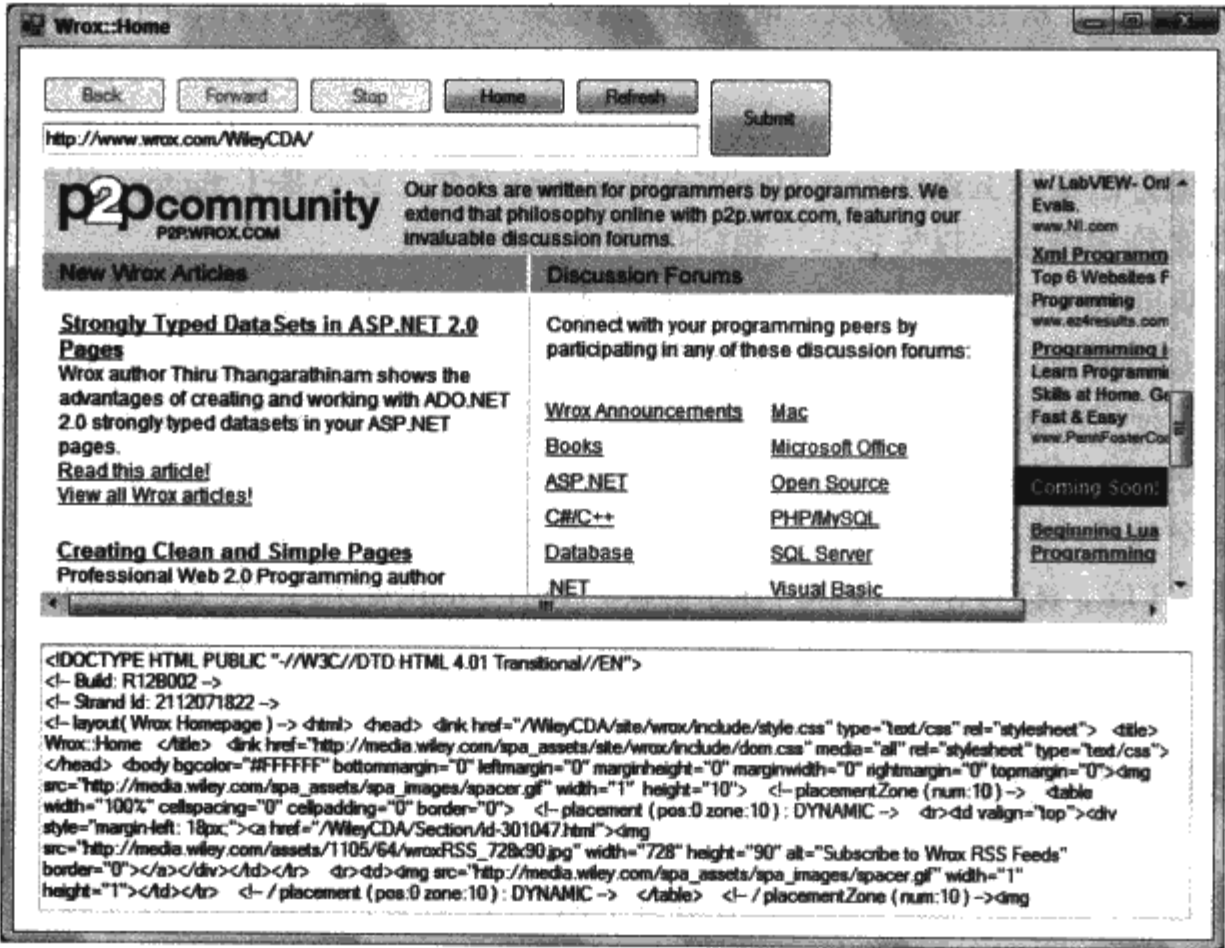 Wrox::Home
Back Forward Stop Home Refresh Submit
http://www.wrox.com/WileyCDA/
p2pcommunity
P2P.WROX.COM
Our books are written for programmers by programmers. We
extend that philosophy online with p2p.wrox.com, featuring our
invaluable discussion forums.
New Wrox Articles
Strongly Typed DataSets in ASP.NET 2.0
Pages
Wrox author Thiru Thangarathinam shows the
advantages of creating and working with ADO.NET
2.0 strongly typed datasets in your ASP.NET
pages.
Read this article!
View all Wrox articles!
Creating Clean and Simple Pages
Professional Web 2.0 Programming author
Discussion Forums
Connect with your programming peers by
participating in any of these discussion forums:
Wrox Announcements Mac
Books Microsoft Office
ASP.NET Open Source
C#/C++ PHP/MySQL
Database SQL Server
.NET Visual Basic
w/ LabVIEW- Onl
Evals.
www.NI.com
Xml Programm
Top 6 Websites F
Programming
www.ez4results.com
Programming i
Learn Programmi
Skills at Home. Ge
Fast & Easy
www.PennFosterCo
Coming Soon!
Beginning Lua
Programming
<!DOCTYPE HTML PUBLIC "-//W3C//DTD HTML 4.01 Transitional//EN">
<!-- Build: R12B002 -->
<!-- Strand Id: 2112071822 -->
<!-- layout( Wrox Homepage ) --> <html> <head> <link href="/WileyCDA/site/wrox/include/style.css" type="text/css" rel="stylesheet"> <title>
Wrox::Home </title> <link href="http://media.wiley.com/spa_assets/site/wrox/include/dom.css" media="all" rel="stylesheet" type="text/css">
</head> <body bgcolor="#FFFFFF" bottommargin="0" leftmargin="0" marginheight="0" marginwidth="0" rightmargin="0" topmargin="0"><img
src="http://media.wiley.com/spa_assets/spa_images/spacer.gif" width="1" height="10"> <!-- placementZone (num:10) --> <table
width="100%" cellspacing="0" cellpadding="0" border="0"> <!-- placement (pos:0 zone:10) : DYNAMIC --> <tr><td valign="top"><div
style="margin-left: 18px;"><a href="/WileyCDA/Section/id-301047.html"><img
src="http://media.wiley.com/assets/1105/64/wroxRSS_728x90.jpg" width="728" height="90" alt="Subscribe to Wrox RSS Feeds"
border="0"></a></div></td></tr> <tr><td><img src="http://media.wiley.com/spa_assets/spa_images/spacer.gif" width="1"
height="1"></td></tr> <!-- / placement (pos:0 zone:10) : DYNAMIC --> </table> <!-- / placementZone (num:10) --><img